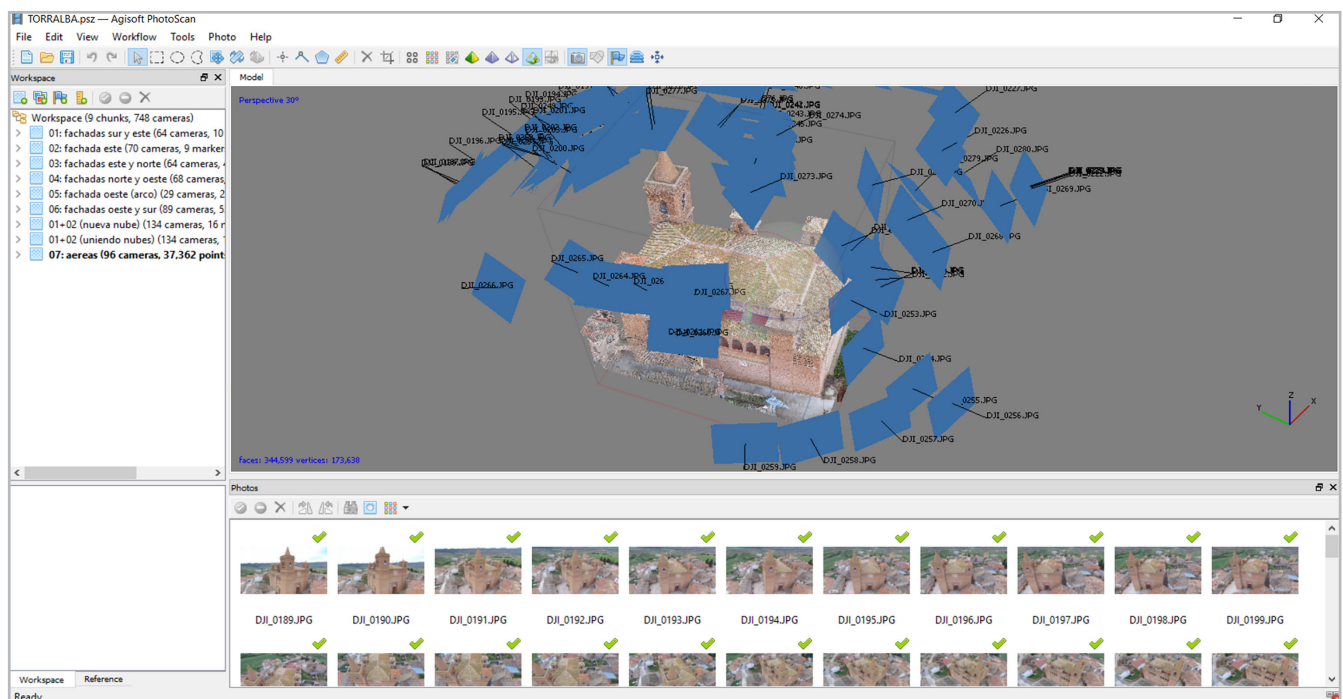 TORRALBA.psz — Agisoft PhotoScan
File Edit View Workflow Tools Photo Help
Workspace
Model
Workspace (9 chunks, 748 cameras)
01: fachadas sur y este (64 cameras, 10
02: fachada este (70 cameras, 9 marker
03: fachadas este y norte (64 cameras,
04: fachadas norte y oeste (68 cameras,
05: fachada oeste (arco) (29 cameras, 2
06: fachadas oeste y sur (89 cameras, 5
01+02 (nueva nube) (134 cameras, 16
01+02 (uniendo nubes) (134 cameras,
07: aereas (96 cameras, 37,362 point
Perspective 30°
DJI_0277.JPG
DJI_0227.JPG
DJI_0274.JPG
DJI_0226.JPG
DJI_0200.JPG
DJI_0280.JPG
DJI_0279.JPG
DJI_0273.JPG
I_0269.JPG
DJI_0270.J
DJI_0265.JPG
DJI_0264.JPG
DJI_026
DJI_0266.JPG
DJI_0267.JPG
DJI_0253.JPG
_0255.JPG
DJI_0256.JPG
DJI_0257.JPG
DJI_0258.JPG
DJI_0259.JPG
Z
Y
X
faces: 344,599 vertices: 173,638
Photos
DJI_0189.JPG DJI_0190.JPG DJI_0191.JPG DJI_0192.JPG DJI_0193.JPG DJI_0194.JPG DJI_0195.JPG DJI_0196.JPG DJI_0197.JPG DJI_0198.JPG DJI_0199.JPG
Workspace Reference
Ready